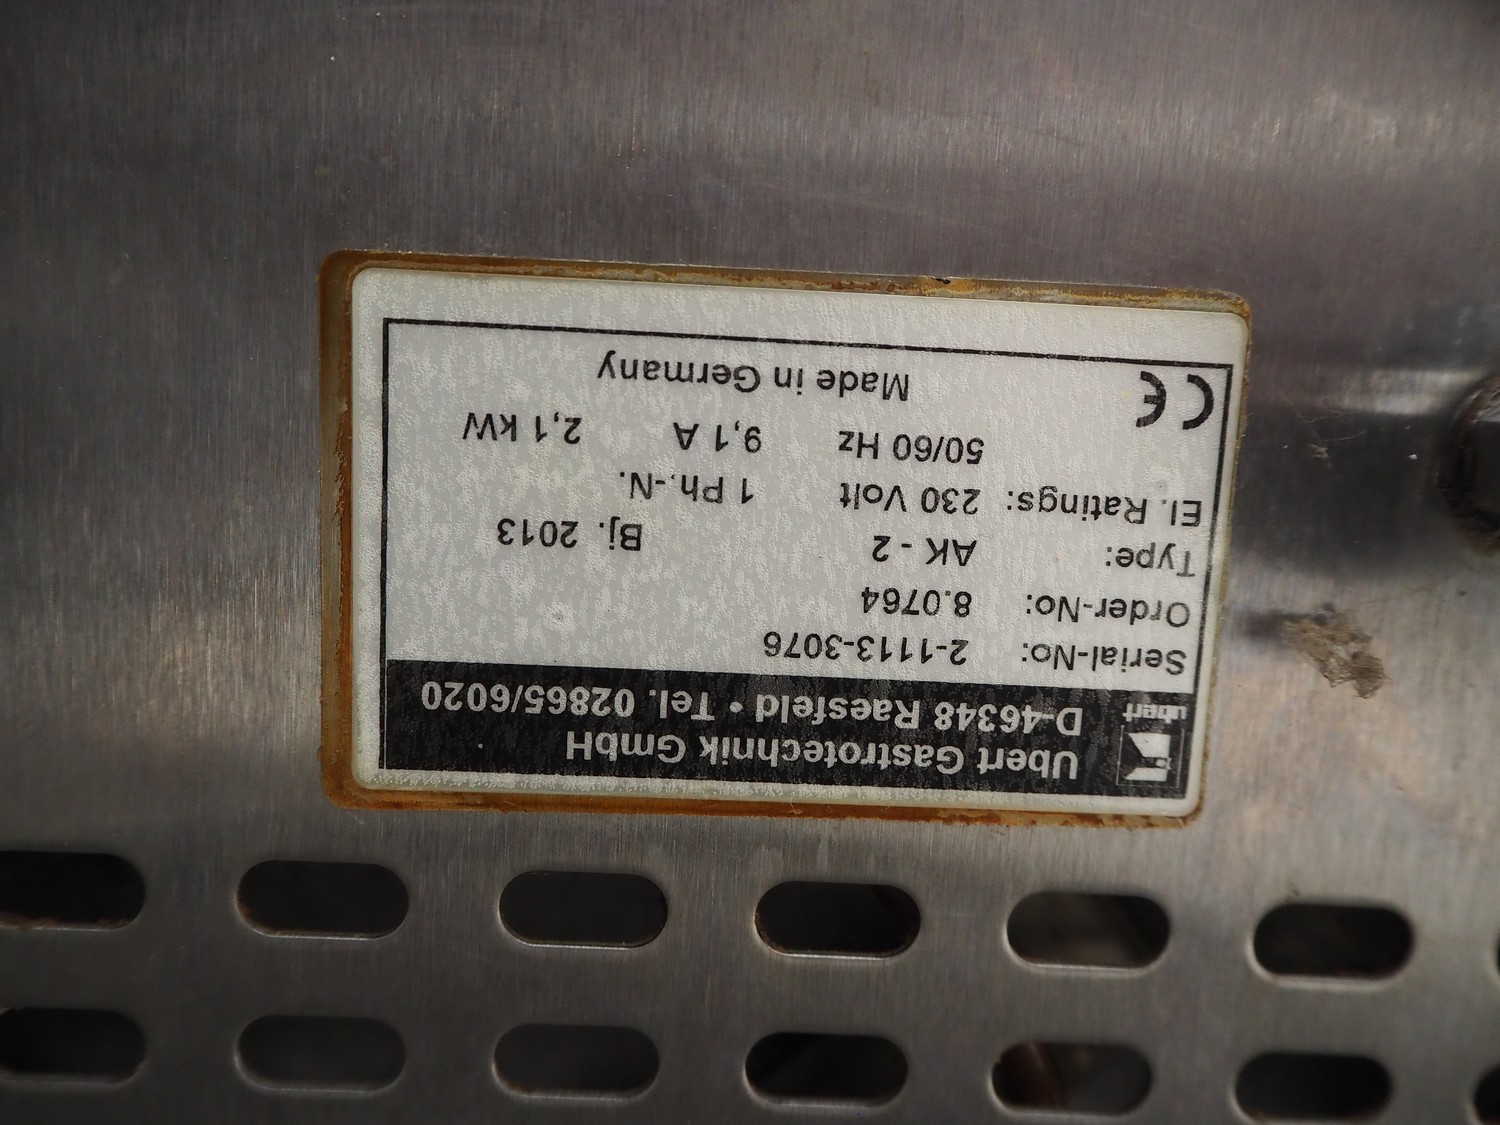 Ubert Gastrotechnik GmbH
ubert D-46348 Raesfeld • Tel. 02865/6020
Serial-No: 2-1113-3076
Order-No: 8.0764
Type: AK - 2 Bj. 2013
El. Ratings: 230 Volt 1 Ph.-N.
50/60 Hz 9,1 A 2,1 kW
CE Made in Germany